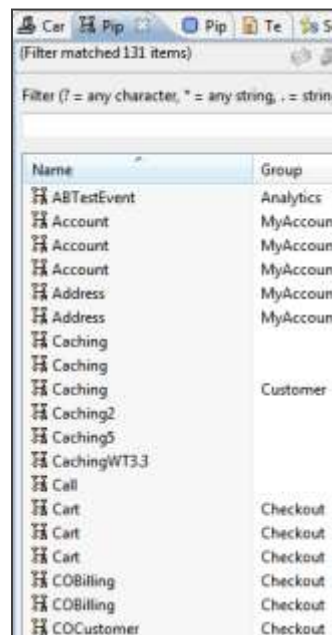 Car Pip Pip Te S
(Filter matched 131 items)
Filter (? = any character, * = any string, . = strin
Name Group
ABTestEvent Analytics
Account MyAccoun
Account MyAccoun
Account MyAccoun
Address MyAccoun
Address MyAccoun
Caching
Caching
Caching Customer
Caching2
Caching5
CachingWT3.3
Call
Cart Checkout
Cart Checkout
Cart Checkout
COBilling Checkout
COBilling Checkout
COCustomer Checkout